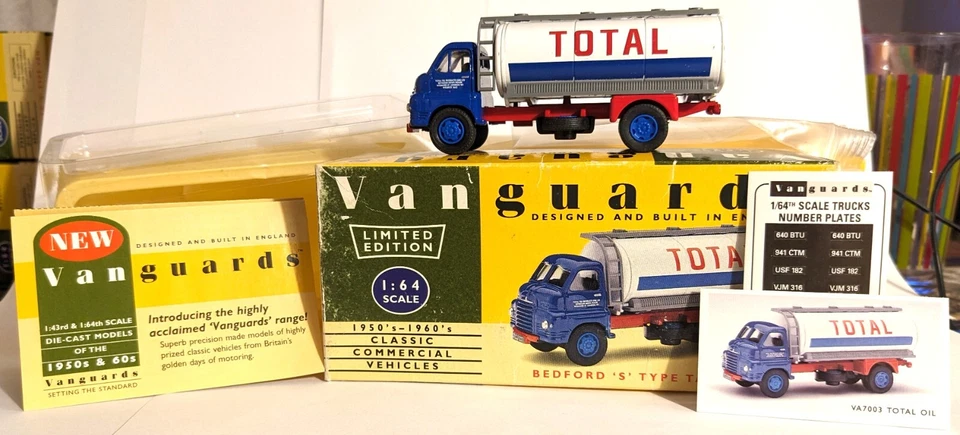 TOTAL
Vanguard
DESIGNED AND BUILT IN EN
LIMITED
EDITION
1:64
SCALE
1950's-1960's
CLASSIC
COMMERCIAL
VEHICLES
TOTA
BEDFORD 'S' TYPE T
NEW
DESIGNED AND BUILT IN ENGLAND
Vanguards
1:43rd & 1:64th SCALE
DIE-CAST MODELS
OF THE
1950s & 60s
Vanguards
SETTING THE STANDARD
Introducing the highly
acclaimed 'Vanguards' range!
Superb precision made models of highly
prized classic vehicles from Britain's
golden days of motoring.
Vanguards
1/64TH SCALE TRUCKS
NUMBER PLATES
640 BTU 640 BTU
941 CTM 941 CTM
USF 182 USF 182
VJM 316 VJM 316
TOTAL
VA7003 TOTAL OIL